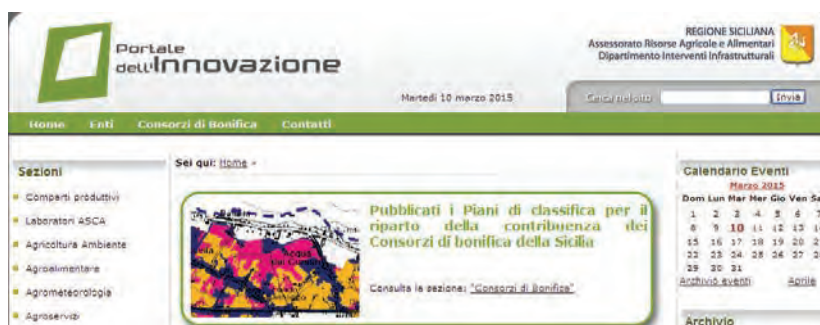 Portale
dell'Innovazione
REGIONE SICILIANA
Assessorato Risorse Agricole e Alimentari
Dipartimento Interventi Infrastrutturali
Martedì 10 marzo 2015
Cerca nel sito
Invia
Home Enti Consorzi di Bonifica Contatti
Sezioni
Comparti produttivi
Laboratori ASCA
Agricoltura Ambiente
Agroalimentare
Agrometeorologia
Agroservizi
Sei qui: Home »
Pubblicati i Piani di classifica per il
riparto della contribuenza dei
Consorzi di bonifica della Sicilia
Consulta la sezione: "Consorzi di Bonifica"
Calendario Eventi
Marzo 2015
Dom Lun Mar Mer Gio Ven Sa
1 2 3 4 5 6 7
8 9 10 11 12 13 1
15 16 17 18 19 20 2
22 23 24 25 26 27 2
29 30 31
Archivio eventi Aprile
Archivio